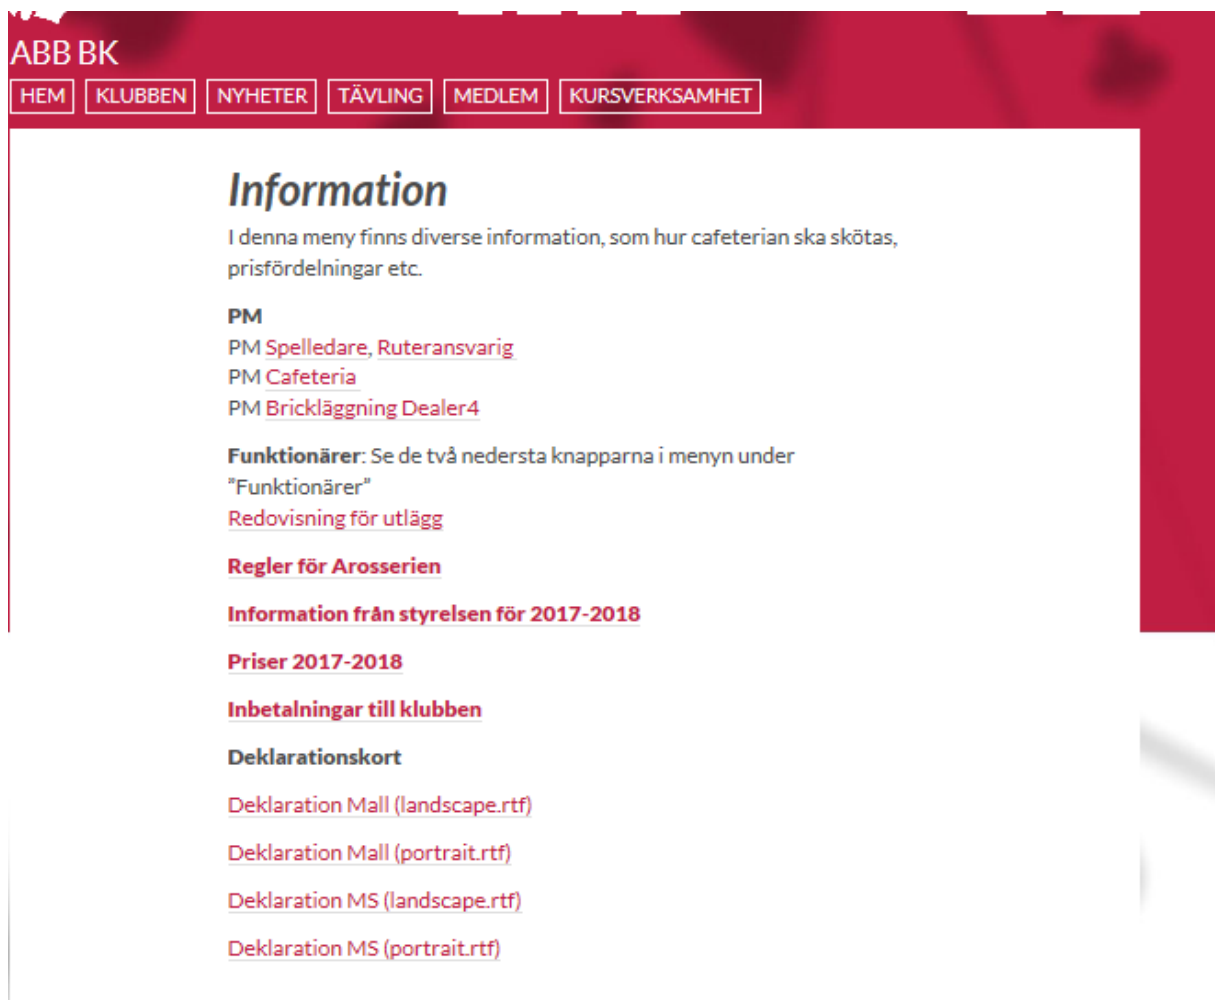 ABB BK
HEM KLUBBEN NYHETER TÄVLING MEDLEM KURSVERKSAMHET
Information
I denna meny finns diverse information, som hur cafeterian ska skötas,
prisfördelningar etc.
PM
PM Spelledare, Ruteransvarig
PM Cafeteria
PM Brickläggning Dealer4
Funktionärer: Se de två nedersta knapparna i menyn under
”Funktionärer”
Redovisning för utlägg
Regler för Arosserien
Information från styrelsen för 2017-2018
Priser 2017-2018
Inbetalningar till klubben
Deklarationskort
Deklaration Mall (landscape.rtf)
Deklaration Mall (portrait.rtf)
Deklaration MS (landscape.rtf)
Deklaration MS (portrait.rtf)